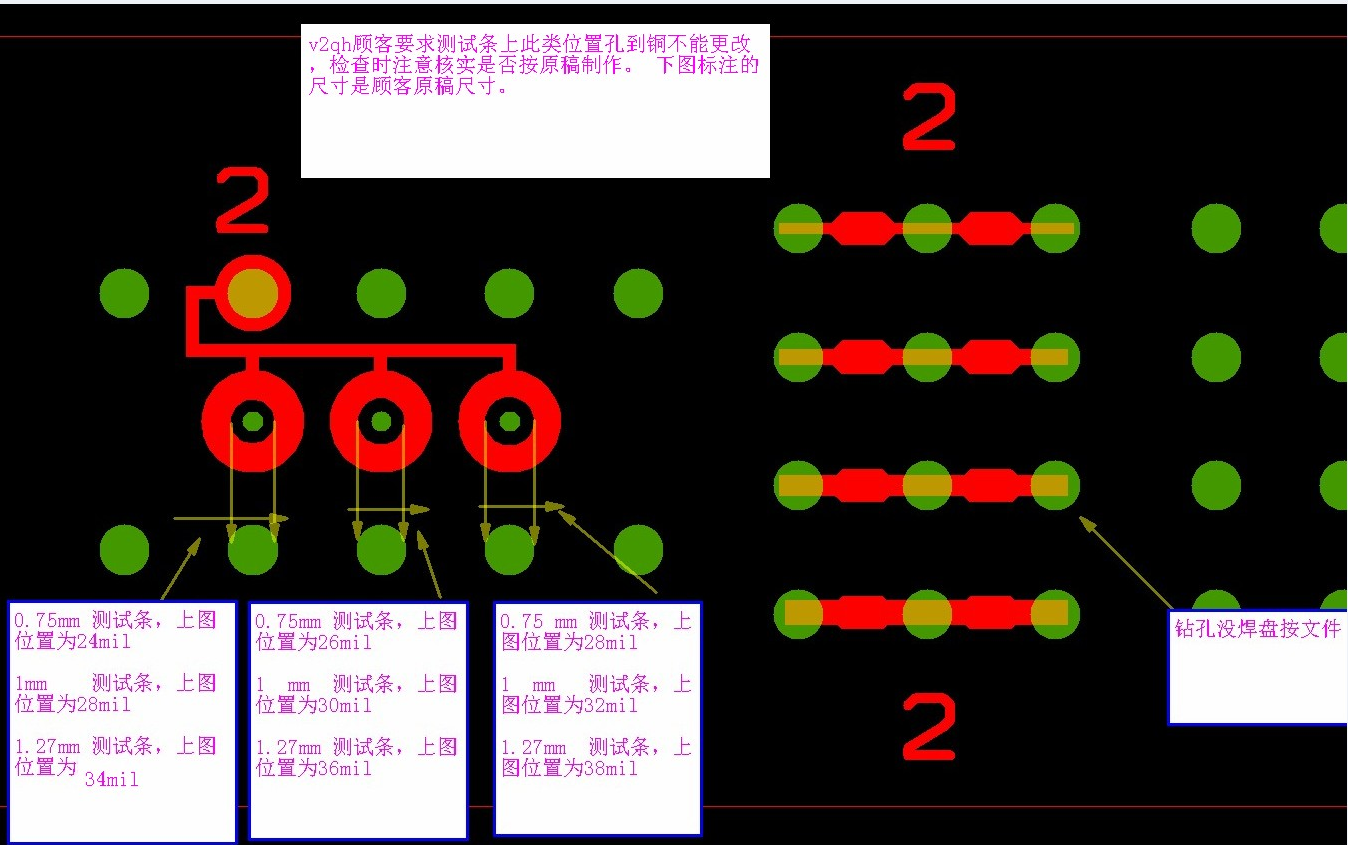 v2qh顾客要求测试条上此类位置孔到铜不能更改
，检查时注意核实是否按原稿制作。 下图标注的
尺寸是顾客原稿尺寸。
2
2
0.75mm 测试条，上图
位置为24mil
1mm 测试条，上图
位置为28mil
1.27mm 测试条，上图
位置为
34mil
0.75mm 测试条，上图
位置为26mil
1 mm 测试条，上图
位置为30mil
1.27mm 测试条，上图
位置为36mil
0.75 mm 测试条，上
图位置为28mil
1 mm 测试条，上
图位置为32mil
1.27mm 测试条，上
图位置为38mil
钻孔没焊盘按文件
2